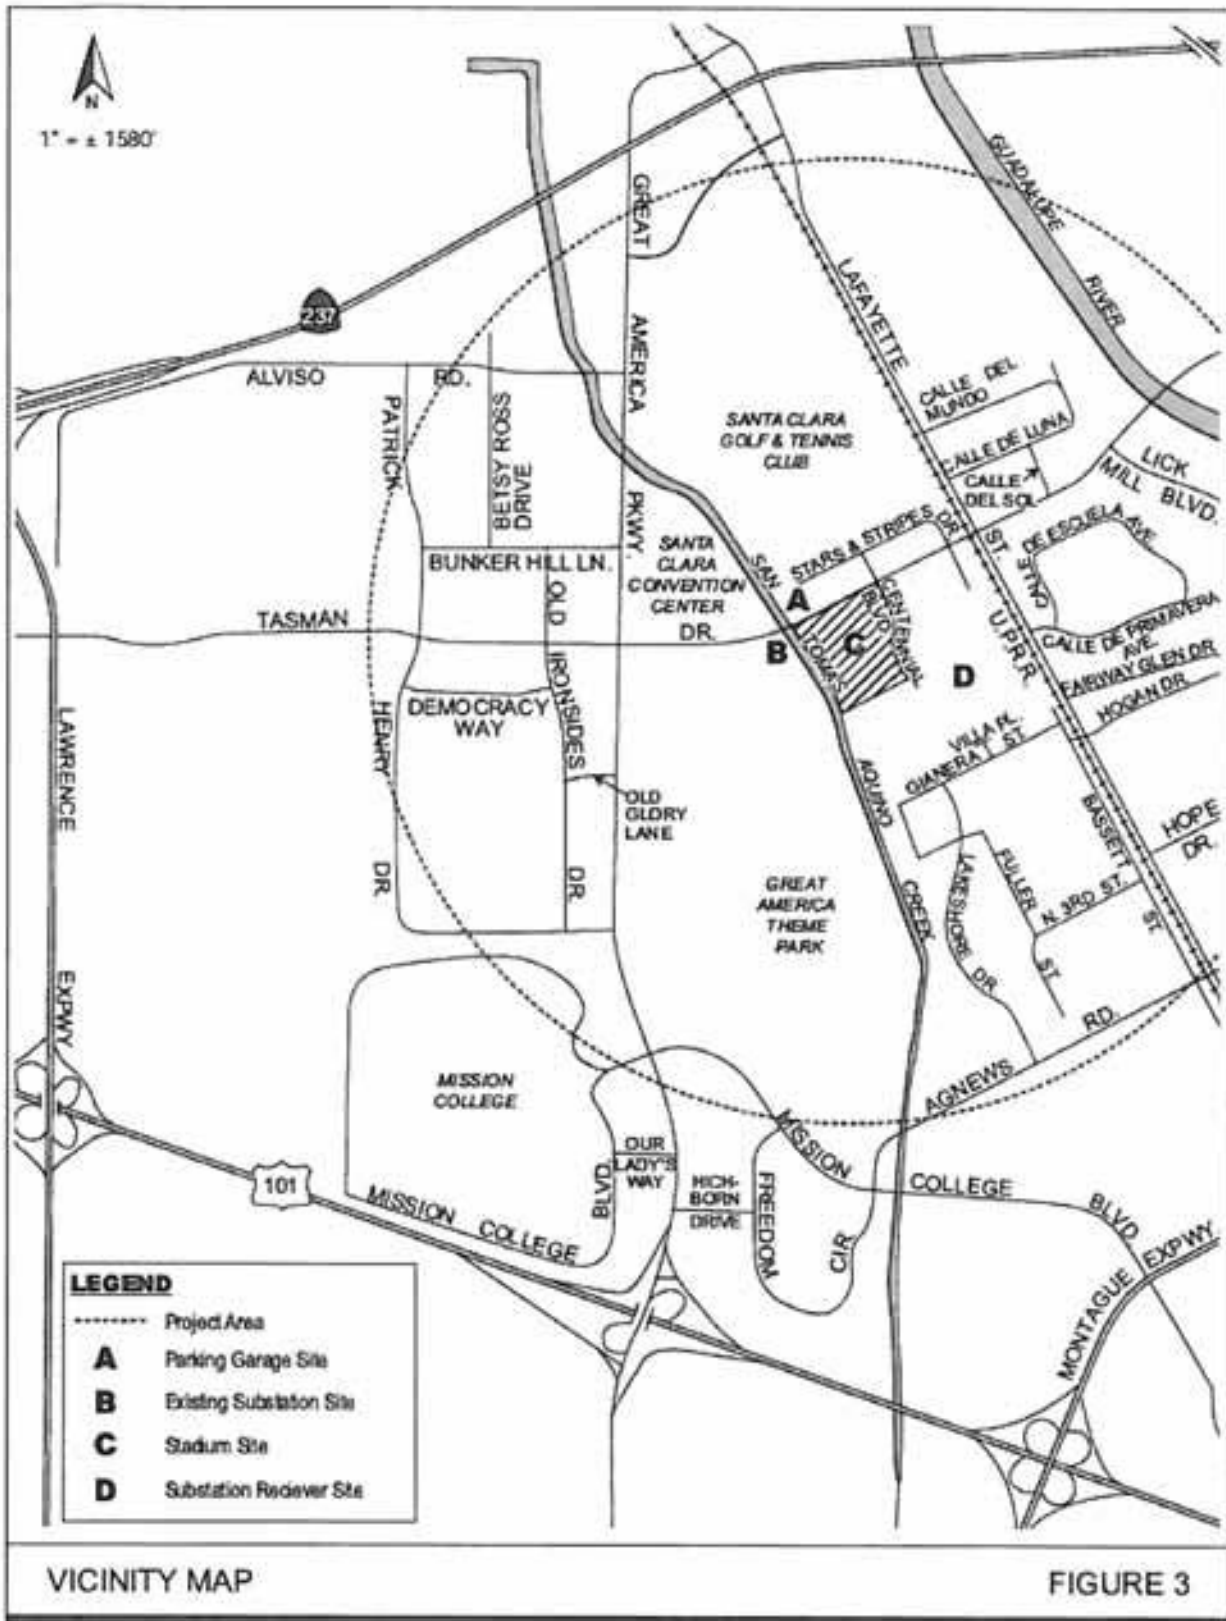 N
1" = ± 1580'
237
ALVISO RD.
GREAT AMERICA PKWY.
GUADALUPE RIVER
LAFAYETTE ST.
PATRICK HENRY DR.
BETSY ROSS
DRIVE
SANTA CLARA
GOLF & TENNIS
CLUB
CALLE DEL
MUNDO
CALLE DE LUNA
CALLE
DEL SOL
LICK
MILL BLVD.
STARS & STRIPES DR.
DE ESCUELA AVE
CALLE
BUNKER HILL LN.
SANTA
CLARA
CONVENTION
CENTER
SAN TOMAS AQUINO CREEK
CENTENNIAL
BLVD
A
B
C
D
U.P.R.R.
CALLE DE PRIMAVERA
AVE.
FAIRWAY GLEN DR
HOGAN DR
TASMAN DR.
OLD IRONSIDES DR.
DEMOCRACY
WAY
VILLA PL.
GIANERA ST.
LAWRENCE EXPWY
OLD
GLORY
LANE
BASSETT ST.
HOPE
DR.
GREAT
AMERICA
THEME
PARK
LAKESHORE DR
FULLER ST.
N. 3RD ST.
AGNEWS RD.
MISSION
COLLEGE
OUR
LADY'S
WAY
HICH-
BORN
DRIVE
FREEDOM CIR
MISSION COLLEGE BLVD
101
MISSION COLLEGE BLVD.
MONTAGUE EXPWY
LEGEND
Project Area
A Parking Garage Site
B Existing Substation Site
C Stadium Site
D Substation Reciever Site
VICINITY MAP
FIGURE 3